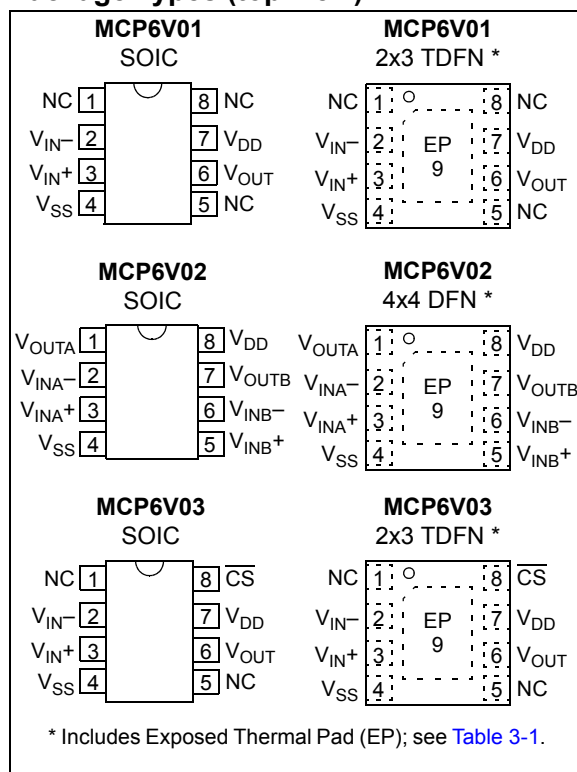 MCP6V01
SOIC
NC 1 8 NC
VIN– 2 7 VDD
VIN+ 3 6 VOUT
VSS 4 5 NC
MCP6V01
2x3 TDFN *
NC 1 8 NC
VIN– 2 EP 7 VDD
VIN+ 3 9 6 VOUT
VSS 4 5 NC
MCP6V02
SOIC
VOUTA 1 8 VDD
VINA– 2 7 VOUTB
VINA+ 3 6 VINB–
VSS 4 5 VINB+
MCP6V02
4x4 DFN *
VOUTA 1 8 VDD
VINA– 2 EP 7 VOUTB
VINA+ 3 9 6 VINB–
VSS 4 5 VINB+
MCP6V03
SOIC
NC 1 8 CS
VIN– 2 7 VDD
VIN+ 3 6 VOUT
VSS 4 5 NC
MCP6V03
2x3 TDFN *
NC 1 8 CS
VIN– 2 EP 7 VDD
VIN+ 3 9 6 VOUT
VSS 4 5 NC
* Includes Exposed Thermal Pad (EP); see Table 3-1.